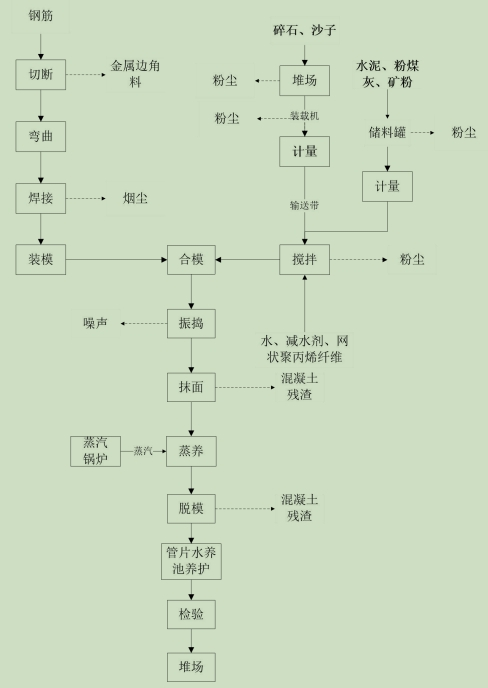 钢筋
碎石、沙子
切断
金属边角
料
粉尘
堆场
水泥、粉煤
灰、矿粉
粉尘
装载机
弯曲
计量
储料罐
粉尘
焊接
烟尘
计量
输送带
装模
合模
搅拌
粉尘
噪声
振捣
水、减水剂、网
状聚丙烯纤维
抹面
混凝土
残渣
蒸汽
锅炉
蒸汽
蒸养
脱模
混凝土
残渣
管片水养
池养护
检验
堆场